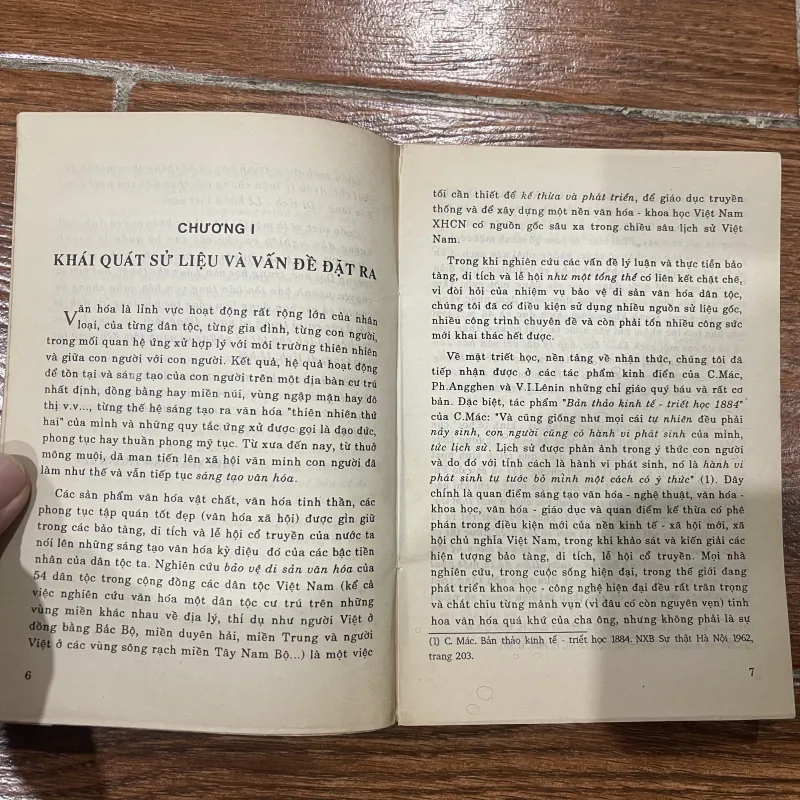 CHƯƠNG I
KHÁI QUÁT SỬ LIỆU VÀ VẤN ĐỀ ĐẶT RA
Văn hóa là lĩnh vực hoạt động rất rộng lớn của nhân
loại, của từng dân tộc, từng gia đình, từng con người,
trong mối quan hệ ứng xử hợp lý với môi trường thiên nhiên
và giữa con người với con người. Kết quả, hệ quả hoạt động
để tồn tại và sáng tạo của con người trên một địa bàn cư trú
nhất định, đồng bằng hay miền núi, vùng ngập mặn hay đô
thị v.v..., từng thế hệ sáng tạo ra văn hóa "thiên nhiên thứ
hai" của mình và những quy tắc ứng xử được gọi là đạo đức,
phong tục hay thuần phong mỹ tục. Từ xưa đến nay, từ thuở
mông muội, dã man tiến lên xã hội văn minh con người đã
làm như thế và vẫn tiếp tục sáng tạo văn hóa.
Các sản phẩm văn hóa vật chất, văn hóa tinh thần, các
phong tục tập quán tốt đẹp (văn hóa xã hội) được gìn giữ
trong các bảo tàng, di tích và lễ hội cổ truyền của nước ta
nói lên những sáng tạo văn hóa kỳ diệu đó của các bậc tiền
nhân của dân tộc ta. Nghiên cứu bảo vệ di sản văn hóa của
54 dân tộc trong cộng đồng các dân tộc Việt Nam (kể cả
việc nghiên cứu văn hóa một dân tộc cư trú trên những
vùng miền khác nhau về địa lý, thí dụ như người Việt ở
đồng bằng Bắc Bộ, miền duyên hải, miền Trung và người
Việt ở các vùng sông rạch miền Tây Nam Bộ...) là một việc
6
tối cần thiết để kế thừa và phát triển, để giáo dục truyền
thống và để xây dựng một nền văn hóa - khoa học Việt Nam
XHCN có nguồn gốc sâu xa trong chiều sâu lịch sử Việt
Nam.
Trong khi nghiên cứu các vấn đề lý luận và thực tiễn bảo
tàng, di tích và lễ hội như một tổng thể có liên kết chặt chẽ,
vì đòi hỏi của nhiệm vụ bảo vệ di sản văn hóa dân tộc,
chúng tôi đã có điều kiện sử dụng nhiều nguồn sử liệu gốc,
nhiều công trình chuyên đề và còn phải tốn nhiều công sức
mới khai thác hết được.
Về mặt triết học, nền tảng về nhận thức, chúng tôi đã
tiếp nhận được ở các tác phẩm kinh điển của C.Mác,
Ph.Angghen và V.I.Lênin những chỉ giáo quý báu và rất cơ
bản. Đặc biệt, tác phẩm "Bản thảo kinh tế - triết học 1884"
của C.Mác: "Và cũng giống như mọi cái tự nhiên đều phải
nảy sinh, con người cũng có hành vi phát sinh của mình,
tức lịch sử. Lịch sử được phản ánh trong ý thức con người
và do đó với tính cách là hành vi phát sinh, nó là hành vi
phát sinh tự tước bỏ mình một cách có ý thức" (1). Đây
chính là quan điểm sáng tạo văn hóa - nghệ thuật, văn hóa -
khoa học, văn hóa - giáo dục và quan điểm kế thừa có phê
phán trong điều kiện mới của nền kinh tế - xã hội mới, xã
hội chủ nghĩa Việt Nam, trong khi khảo sát và kiến giải các
hiện tượng bảo tàng, di tích, lễ hội cổ truyền. Mọi nhà
nghiên cứu, trong cuộc sống hiện đại, trong thế giới đang
phát triển khoa học - công nghệ hiện đại đều rất trân trọng
và chắt chiu từng mảnh vụn (vì đâu có còn nguyên vẹn) tinh
hoa văn hóa quá khứ của cha ông, nhưng không phải là sự
(1) C. Mác. Bản thảo kinh tế - triết học 1884. NXB Sự thật Hà Nội 1962,
trang 203.
7